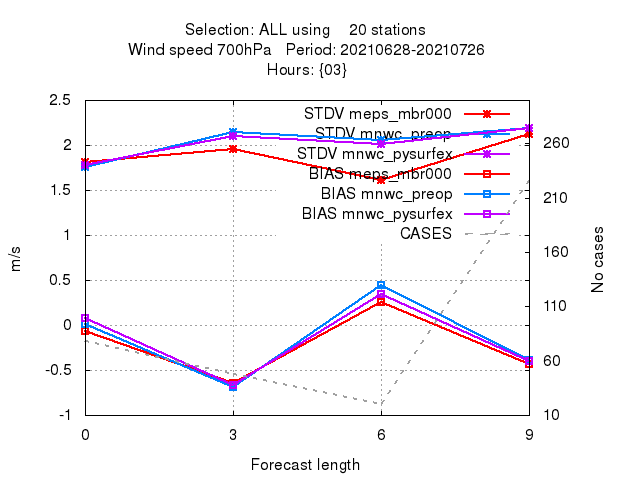 Selection: ALL using 20 stations
Wind speed 700hPa Period: 20210628-20210726
Hours: {03}
2.5
2
1.5
1
0.5
0
-0.5
-1
m/s
STDV meps_mbr000
STDV mnwc_preop
STDV mnwc_pysurfex
BIAS meps_mbr000
BIAS mnwc_preop
BIAS mnwc_pysurfex
CASES
260
210
160
110
60
10
No cases
0 3 6 9
Forecast length